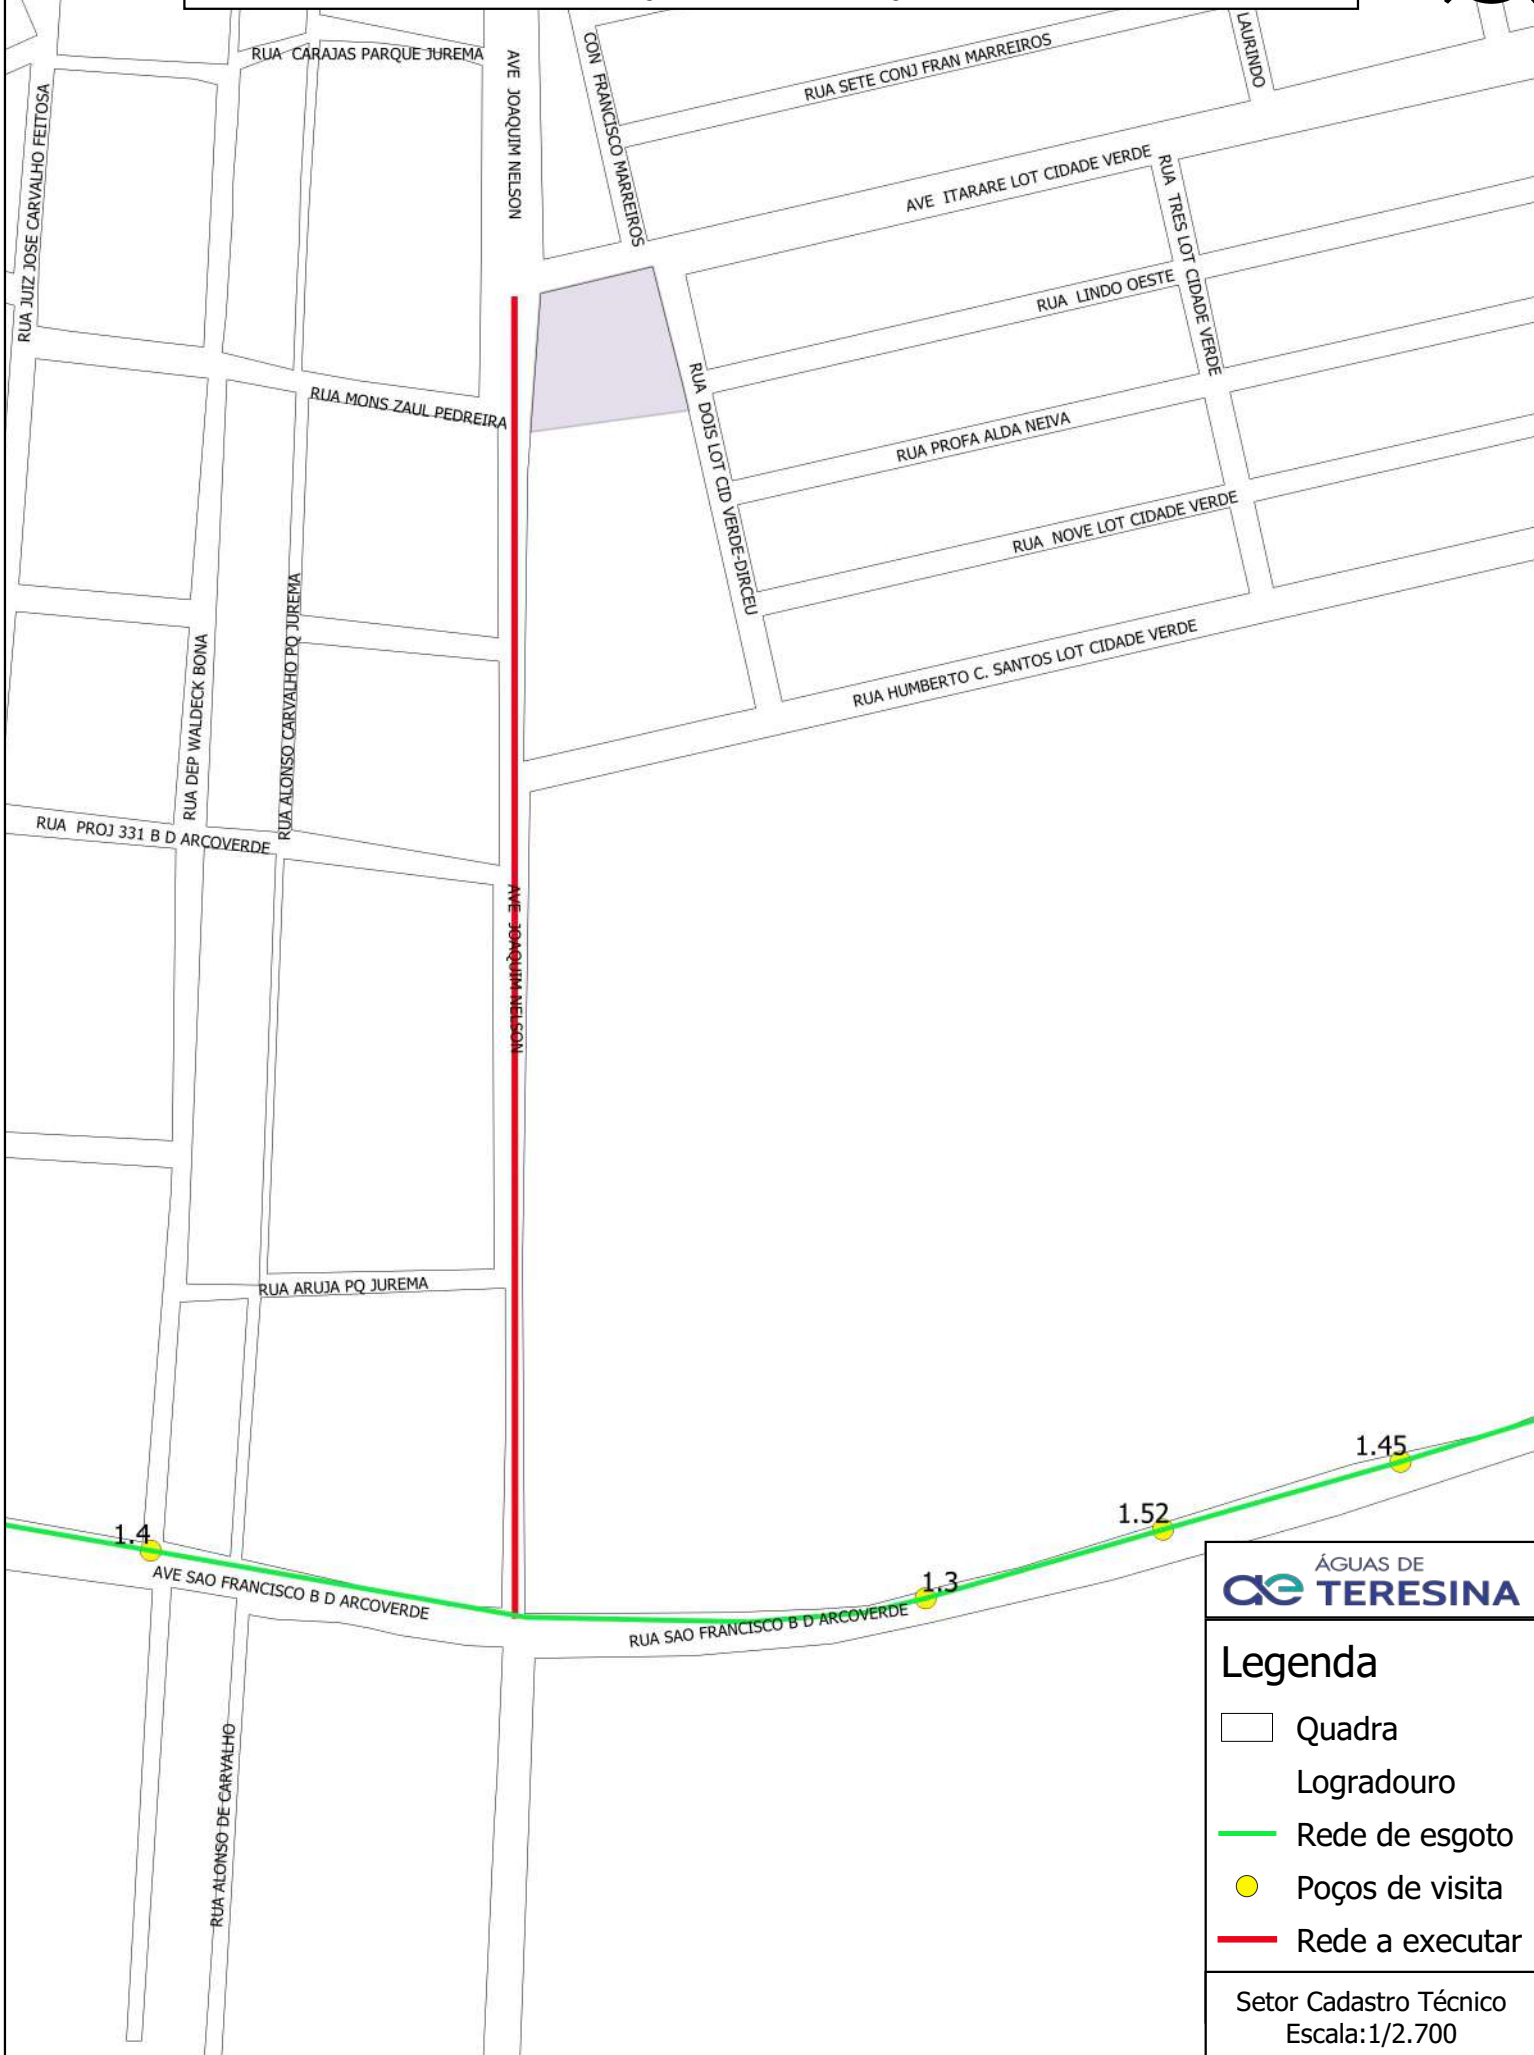 RUA CARAJAS PARQUE JUREMA
AVE JOAQUIM NELSON
CON FRANCISCO MARREIROS
RUA SETE CONJ FRAN MARREIROS
LAURINDO
RUA JUIZ JOSE CARVALHO FEITOSA
AVE ITARARE LOT CIDADE VERDE
RUA TRES LOT CIDADE VERDE
RUA LINDO OESTE
RUA MONS ZAUL PEDREIRA
RUA DOIS LOT CID VERDE-DIRCEU
RUA PROFA ALDA NEIVA
RUA NOVE LOT CIDADE VERDE
RUA DEP WALDECK BONA
RUA ALONSO CARVALHO PQ JUREMA
RUA HUMBERTO C. SANTOS LOT CIDADE VERDE
RUA PROJ 331 B D ARCOVERDE
AVE JOAQUIM NELSON
RUA ARUJA PQ JUREMA
1.45
1.52
1.4
1.3
AVE SAO FRANCISCO B D ARCOVERDE
RUA SAO FRANCISCO B D ARCOVERDE
RUA ALONSO DE CARVALHO
ÁGUAS DE
TERESINA
Legenda
Quadra
Logradouro
Rede de esgoto
Poços de visita
Rede a executar
Setor Cadastro Técnico
Escala:1/2.700